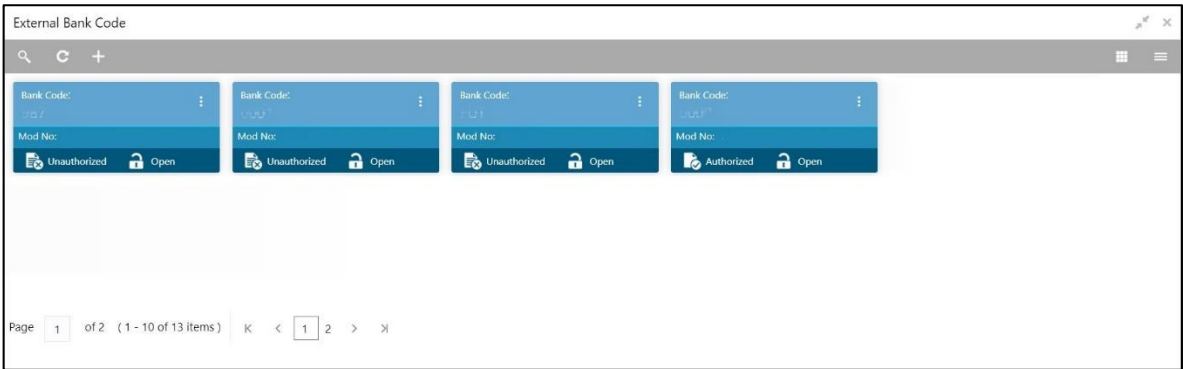 External Bank Code
Bank Code: Bank Code: Bank Code: Bank Code:
Mod No: Mod No: Mod No: Mod No:
Unauthorized Open Unauthorized Open Unauthorized Open Authorized Open
Page 1 of 2 ( 1 - 10 of 13 items ) 1 2